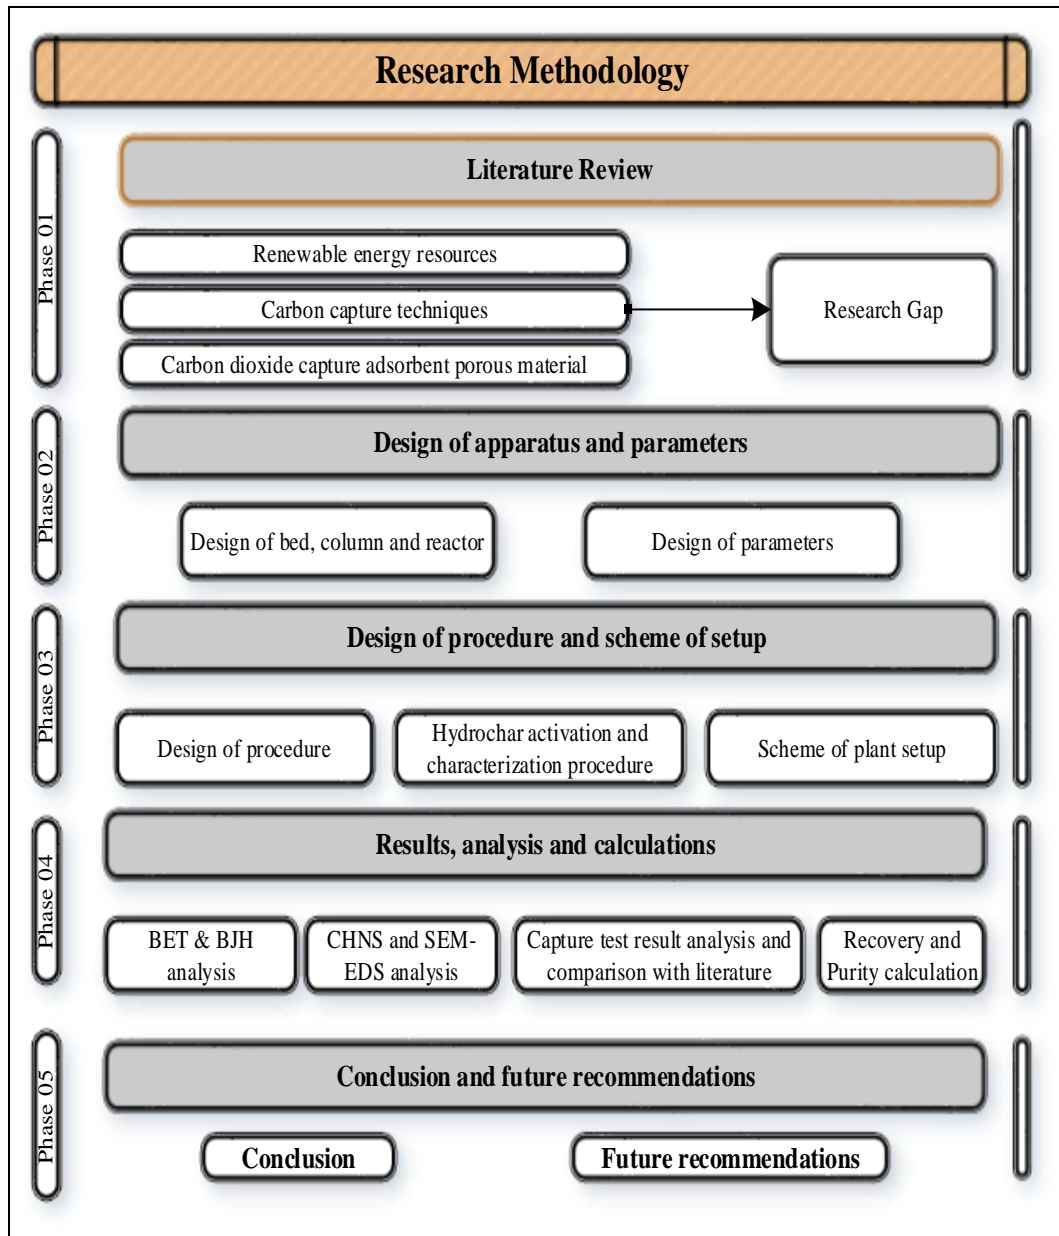 Research Methodology
Phase 01
Literature Review
Renewable energy resources
Carbon capture techniques
Carbon dioxide capture adsorbent porous material
Research Gap
Phase 02
Design of apparatus and parameters
Design of bed, column and reactor
Design of parameters
Phase 03
Design of procedure and scheme of setup
Design of procedure
Hydrochar activation and
characterization procedure
Scheme of plant setup
Phase 04
Results, analysis and calculations
BET & BJH
analysis
CHNS and SEM-
EDS analysis
Capture test result analysis and
comparison with literature
Recovery and
Purity calculation
Phase 05
Conclusion and future recommendations
Conclusion
Future recommendations